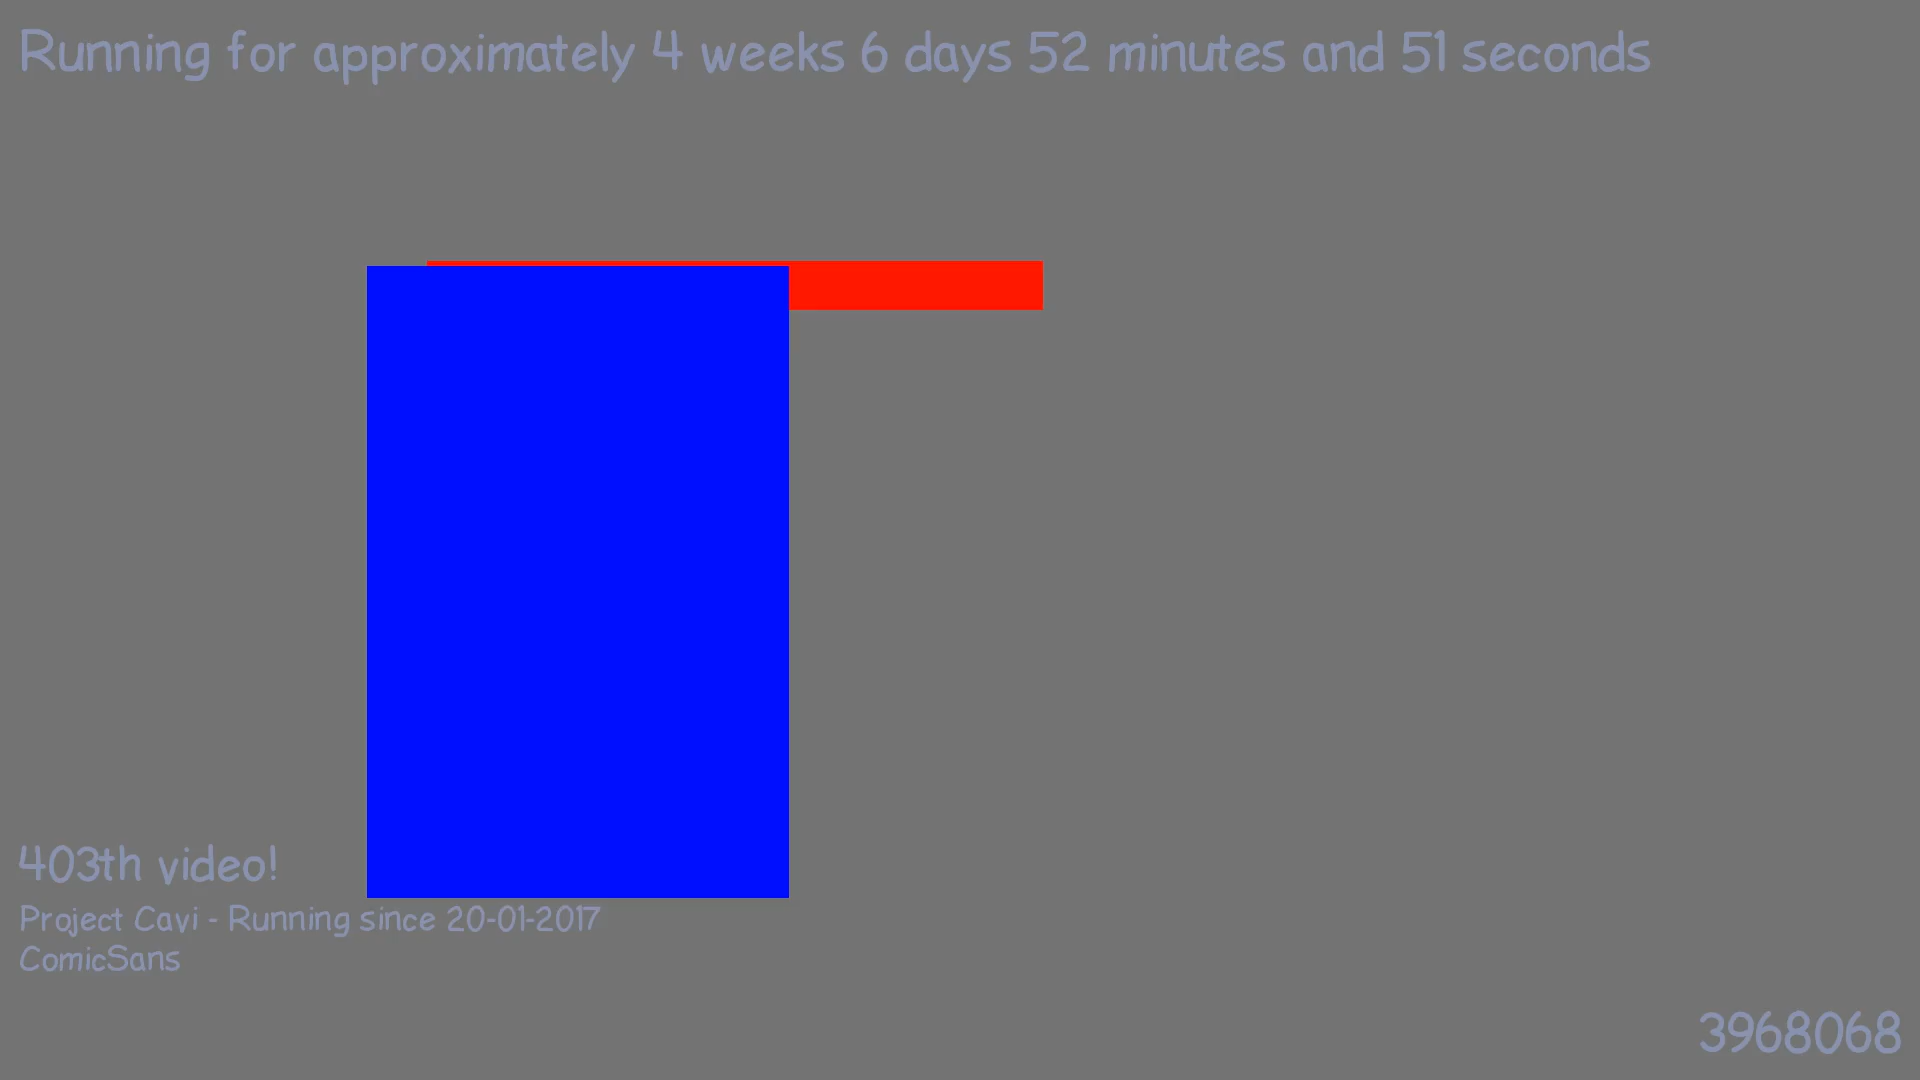 Running for approximately 4 weeks 6 days 52 minutes and 51 seconds
403th video!
Project Cavi - Running since 20-01-2017
ComicSans
3968068